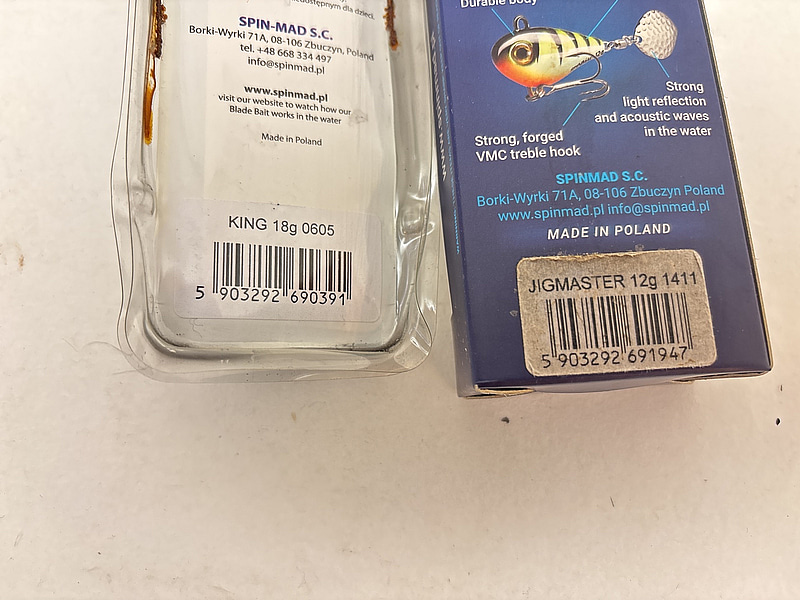 dostępnym dla dzieci.
SPIN-MAD S.C.
Borki-Wyrki 71A, 08-106 Zbuczyn, Poland
tel. +48 668 334 497
info@spinmad.pl
www.spinmad.pl
visit our website to watch how our
Blade Bait works in the water
Made in Poland
KING 18g 0605
5 903292 690391
Durable body
Strong
light reflection
and acoustic waves
in the water
Strong, forged
VMC treble hook
SPINMAD S.C.
Borki-Wyrki 71A, 08-106 Zbuczyn Poland
www.spinmad.pl info@spinmad.pl
MADE IN POLAND
JIGMASTER 12g 1411
5 903292 691947